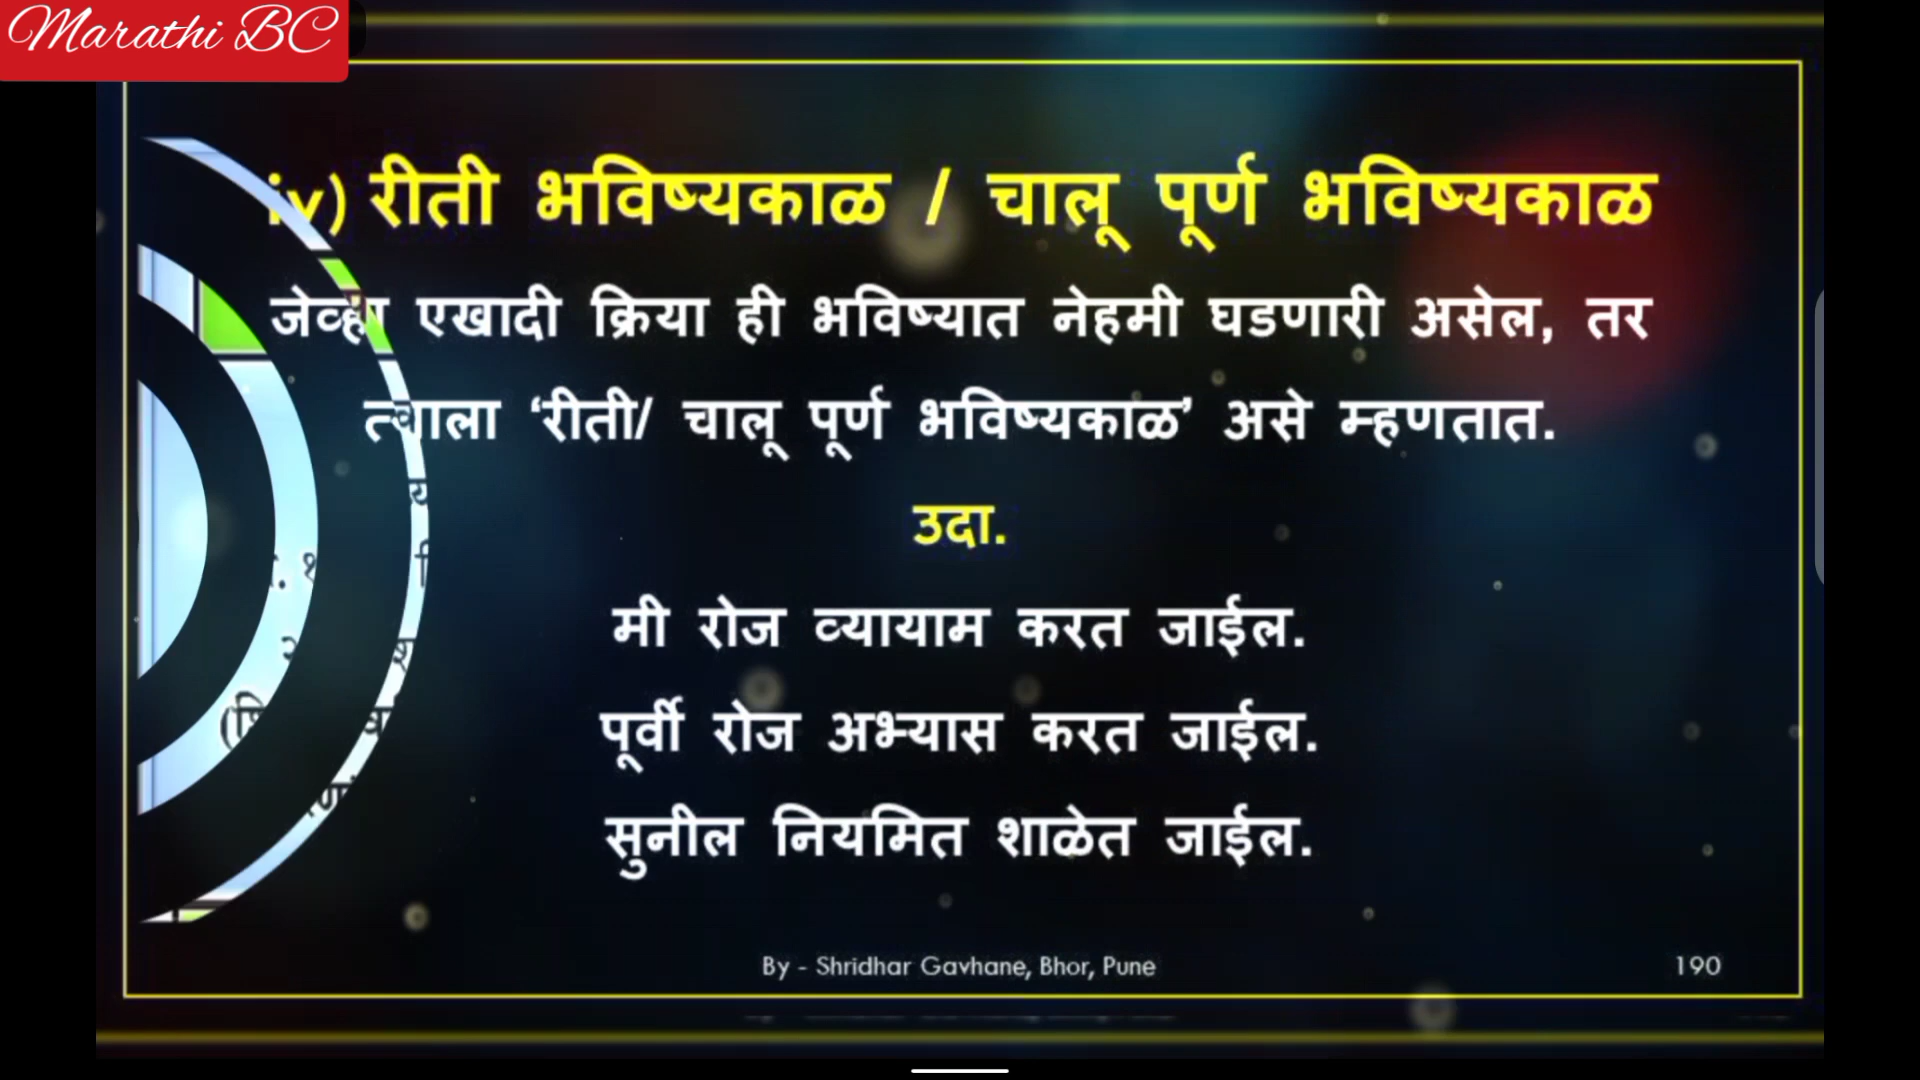 Marathi BC
iv) रीती भविष्यकाळ / चालू पूर्ण भविष्यकाळ
जेव्हा एखादी क्रिया ही भविष्यात नेहमी घडणारी असेल, तर
त्याला ‘रीती/ चालू पूर्ण भविष्यकाळ’ असे म्हणतात.
उदा.
मी रोज व्यायाम करत जाईल.
पूर्वी रोज अभ्यास करत जाईल.
सुनील नियमित शाळेत जाईल.
By - Shridhar Gavhane, Bhor, Pune
190